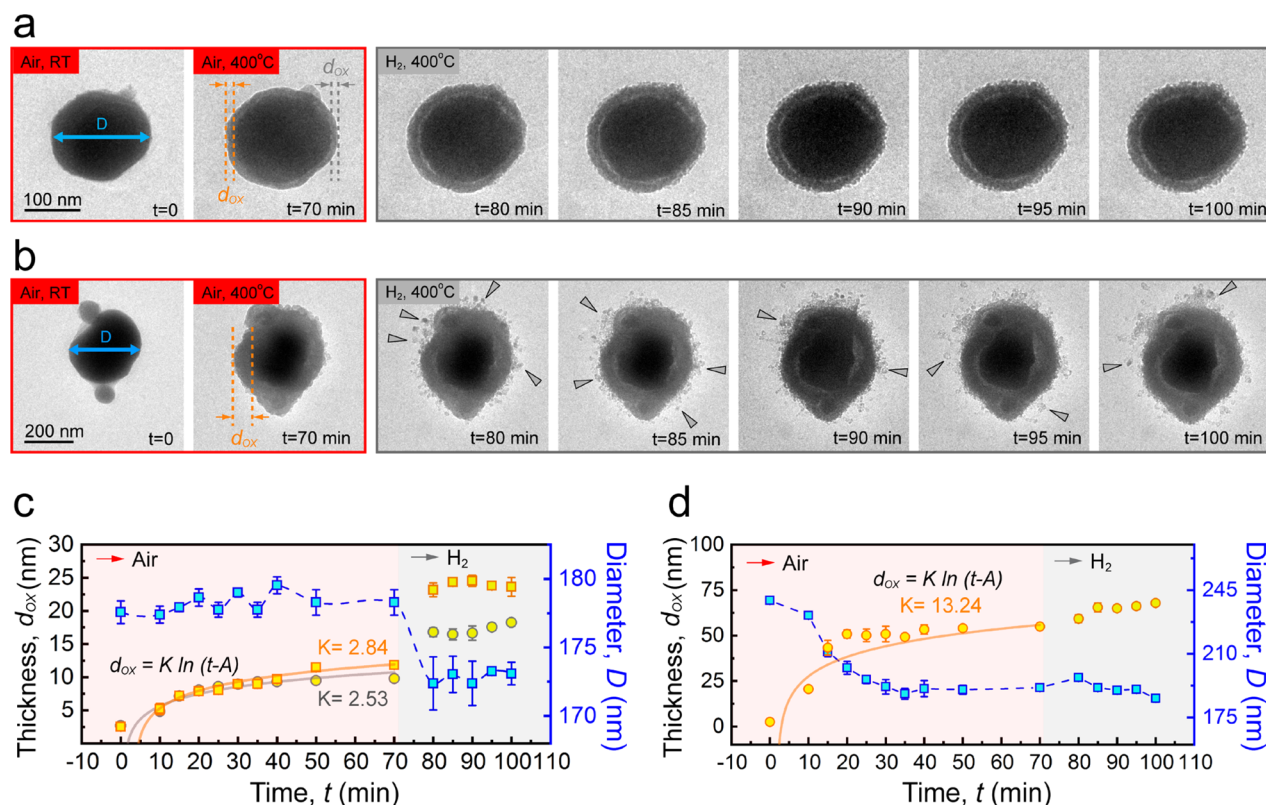 a
Air, RT
D
100 nm
t=0
Air, 400°C
dox
dox
t=70 min
H2, 400°C
t=80 min
t=85 min
t=90 min
t=95 min
t=100 min
b
Air, RT
D
200 nm
t=0
Air, 400°C
dox
t=70 min
H2, 400°C
t=80 min
t=85 min
t=90 min
t=95 min
t=100 min
c
Thickness, dox (nm)
30
25
20
15
10
5
Air
H2
dox = K ln (t-A)
K= 2.84
K= 2.53
180
175
170
Diameter, D (nm)
-10 0 10 20 30 40 50 60 70 80 90 100 110
Time, t (min)
d
Thickness, dox (nm)
100
75
50
25
0
Air
H2
dox = K ln (t-A)
K= 13.24
245
210
175
Diameter, D (nm)
-10 0 10 20 30 40 50 60 70 80 90 100 110
Time, t (min)